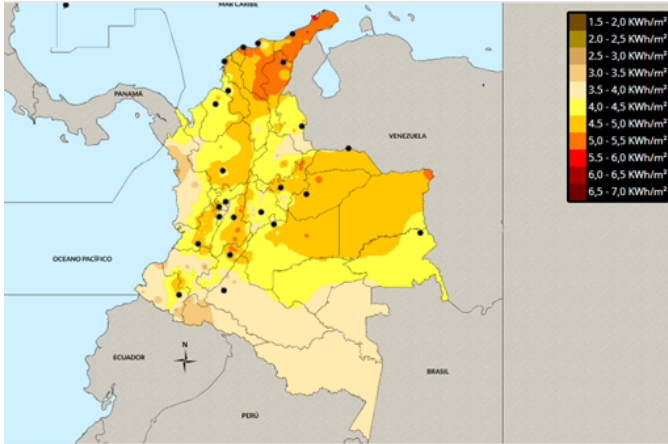 MAR CARIBE
PANAMÁ
VENEZUELA
OCEANO PACÍFICO
N
ECUADOR
BRASIL
PERÚ
1.5 - 2,0 KWh/m²
2.0 - 2,5 KWh/m²
2.5 - 3,0 KWh/m²
3.0 - 3.5 KWh/m²
3,5 - 4,0 KWh/m²
4,0 - 4,5 KWh/m²
4.5 - 5,0 KWh/m²
5,0 - 5,5 KWh/m²
5.5 - 6,0 KWh/m²
6,0 - 6,5 KWh/m²
6,5 - 7,0 KWh/m²